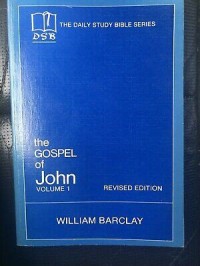 DSB
THE DAILY STUDY BIBLE SERIES
the
GOSPEL
of
John
VOLUME 1 REVISED EDITION
WILLIAM BARCLAY